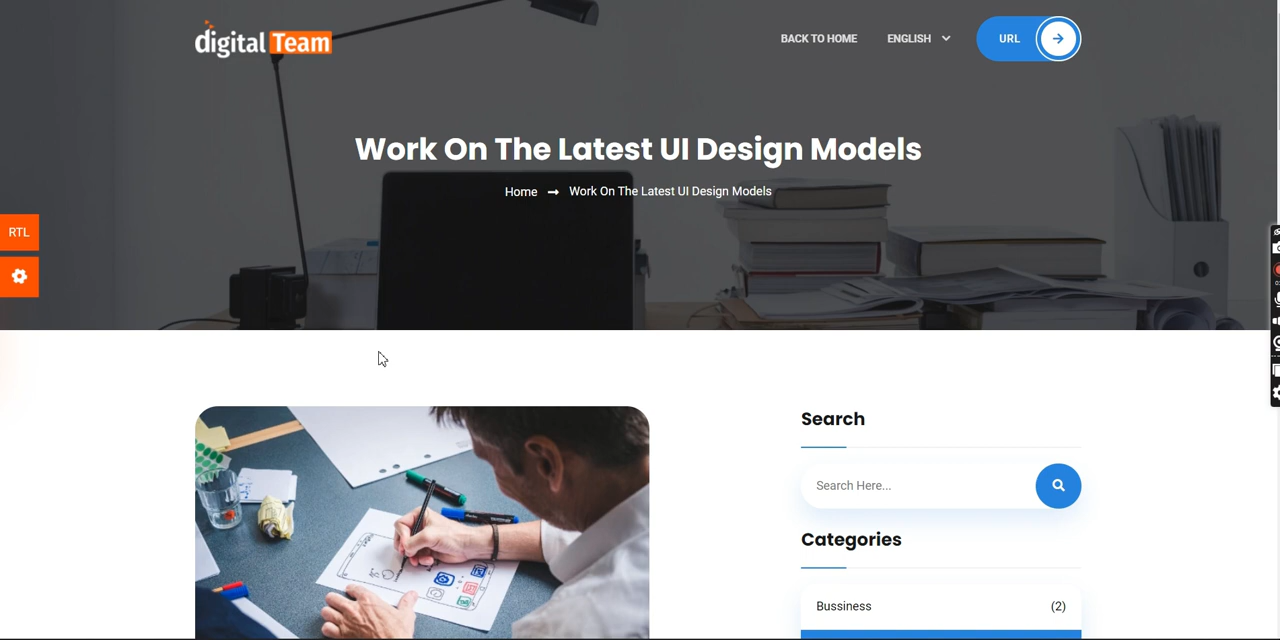 digital Team
BACK TO HOME
ENGLISH
URL
Work On The Latest UI Design Models
Home
Work On The Latest UI Design Models
RTL
Search
Search Here...
Categories
Bussiness
(2)